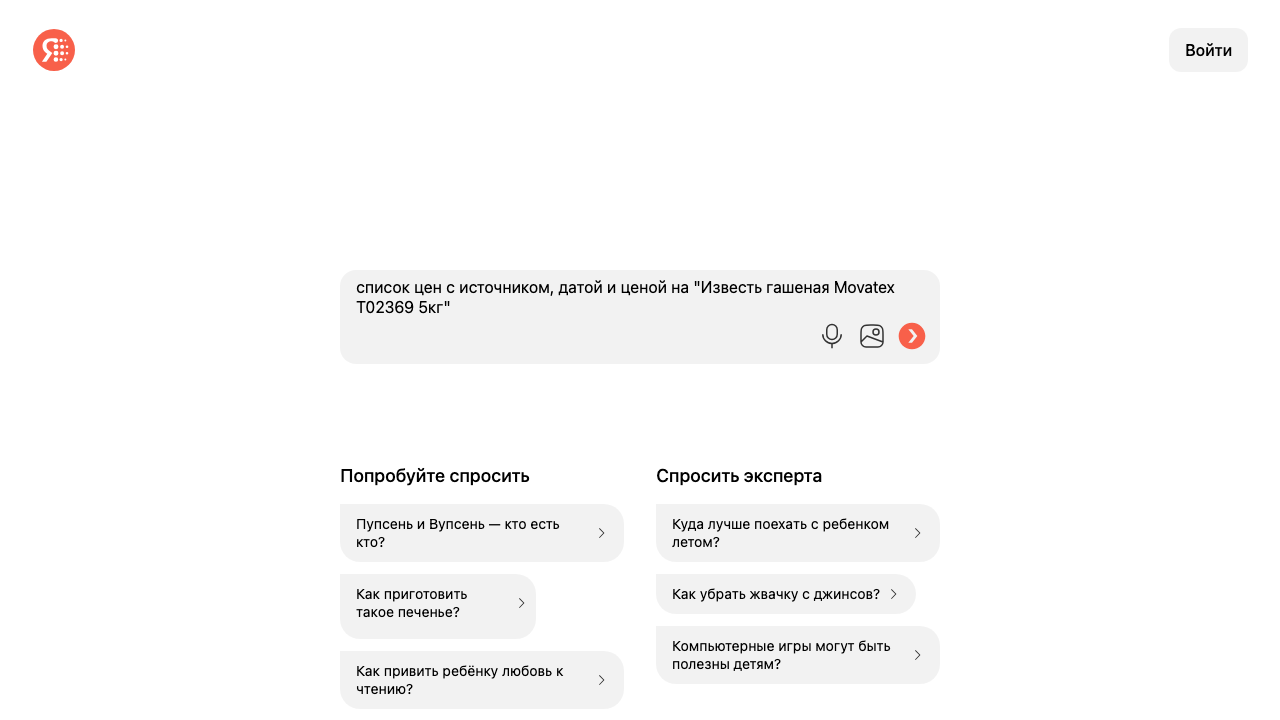 Я
Войти
список цен с источником, датой и ценой на "Известь гашеная Movatex
T02369 5кг"
Попробуйте спросить
Пупсень и Вупсень — кто есть
кто?
Как приготовить
такое печенье?
Как привить ребёнку любовь к
чтению?
Спросить эксперта
Куда лучше поехать с ребенком
летом?
Как убрать жвачку с джинсов?
Компьютерные игры могут быть
полезны детям?